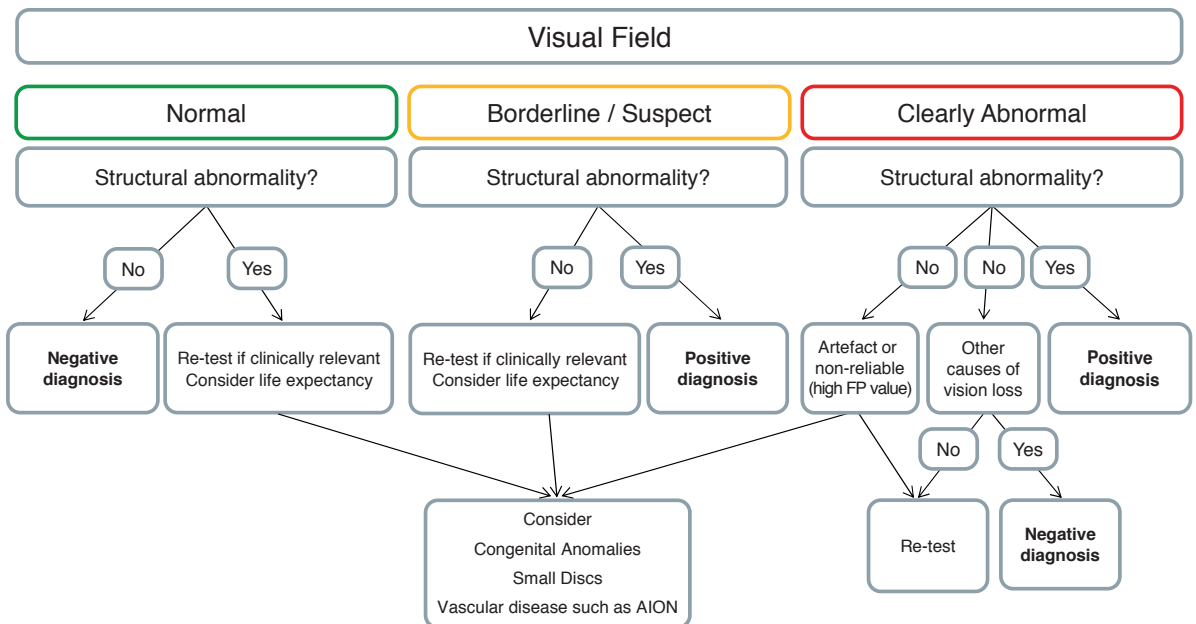 Visual Field
Normal
Borderline / Suspect
Clearly Abnormal
Structural abnormality?
Structural abnormality?
Structural abnormality?
No
Yes
No
Yes
No
No
Yes
Negative
diagnosis
Re-test if clinically relevant
Consider life expectancy
Re-test if clinically relevant
Consider life expectancy
Positive
diagnosis
Artefact or
non-reliable
(high FP value)
Other
causes of
vision loss
Positive
diagnosis
No
Yes
Consider
Congenital Anomalies
Small Discs
Vascular disease such as AION
Re-test
Negative
diagnosis